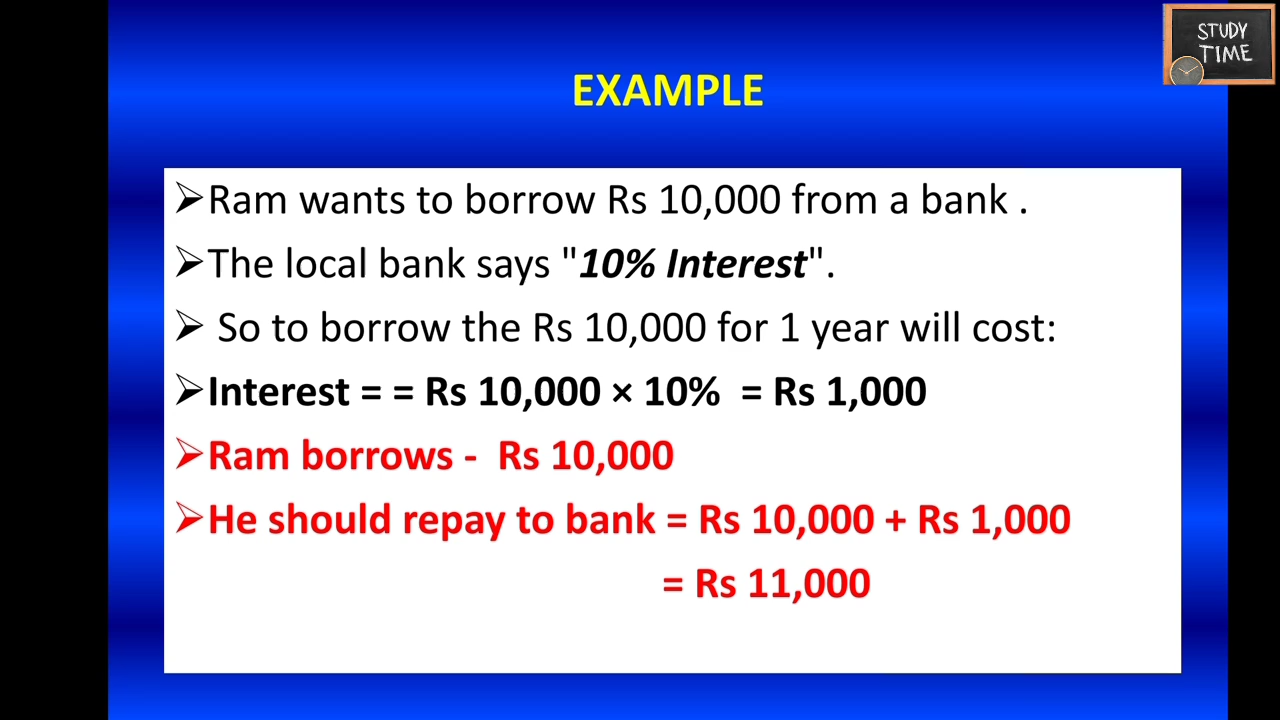 STUDY
TIME
EXAMPLE
➢Ram wants to borrow Rs 10,000 from a bank .
➢The local bank says "10% Interest".
➢ So to borrow the Rs 10,000 for 1 year will cost:
➢Interest = = Rs 10,000 × 10%  = Rs 1,000
➢Ram borrows -  Rs 10,000
➢He should repay to bank = Rs 10,000 + Rs 1,000
= Rs 11,000